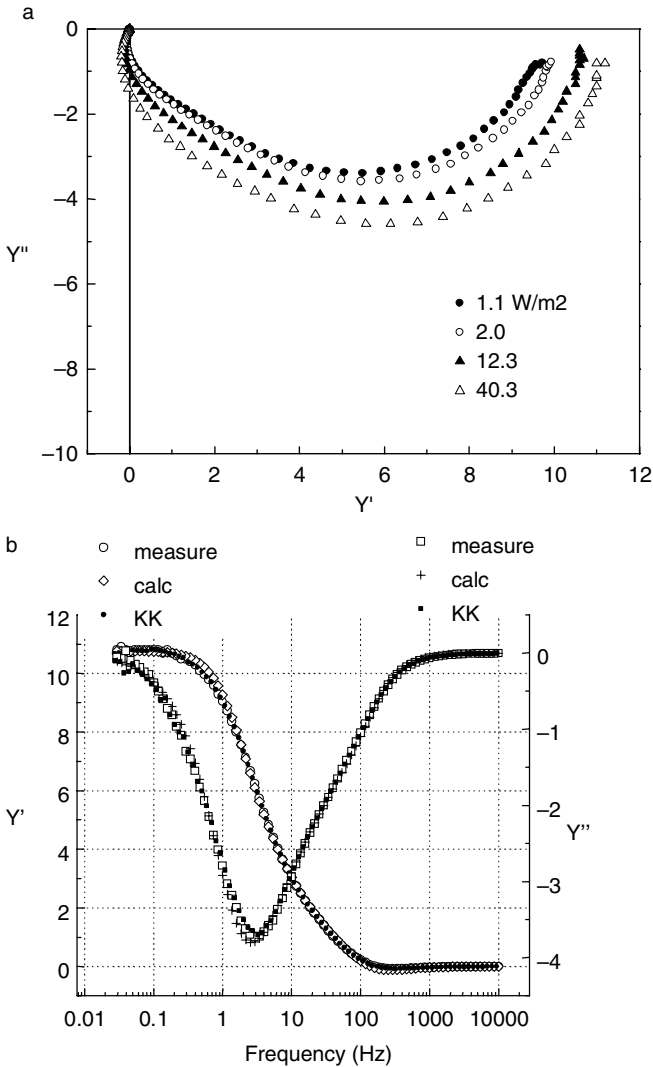 a
0
−2
−4
−6
−8
−10
Y''
0 2 4 6 8 10 12
Y'
1.1 W/m2
2.0
12.3
40.3
b
measure measure
calc calc
KK KK
12
10
8
6
4
2
0
Y'
0
−1
−2
−3
−4
Y''
0.01 0.1 1 10 100 1000 10000
Frequency (Hz)